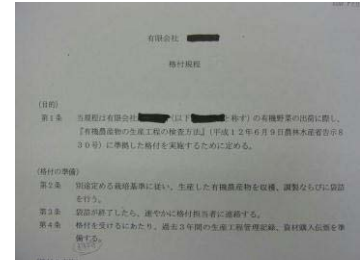 有限会社
格付規程
(目的)
第1条 当規程は有限会社 (以下 と称す)の有機野菜の出荷に際し、
『有機農産物の生産工程の検査方法』(平成12年6月9日農林水産省告示8
30号)に準拠した格付を実施するために定める。
(格付の準備)
第2条 別途定める栽培基準に従い、生産した有機農産物を収穫、調製ならびに袋詰
を行う。
第3条 袋詰が終了したら、速やかに格付担当者に連絡する。
第4条 格付を受けるにあたり、過去3年間の生産工程管理記録、資材購入伝票を準
備する。